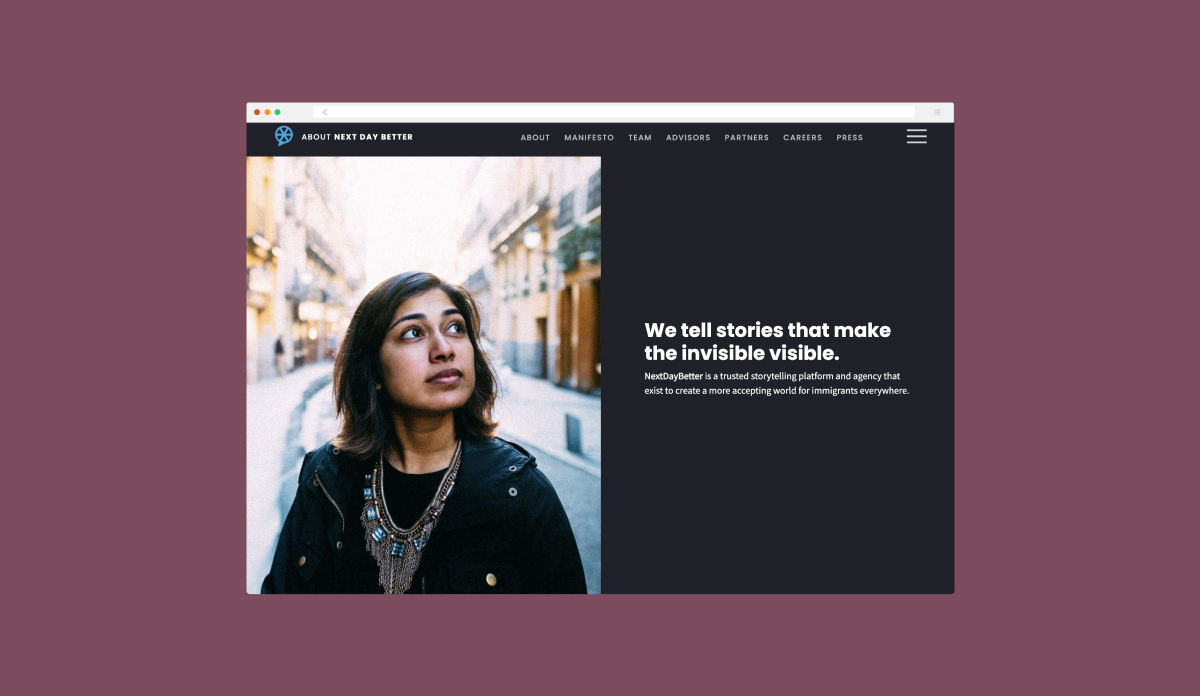 ABOUT NEXT DAY BETTER
ABOUT MANIFESTO TEAM ADVISORS PARTNERS CAREERS PRESS
We tell stories that make
the invisible visible.
NextDayBetter is a trusted storytelling platform and agency that
exist to create a more accepting world for immigrants everywhere.